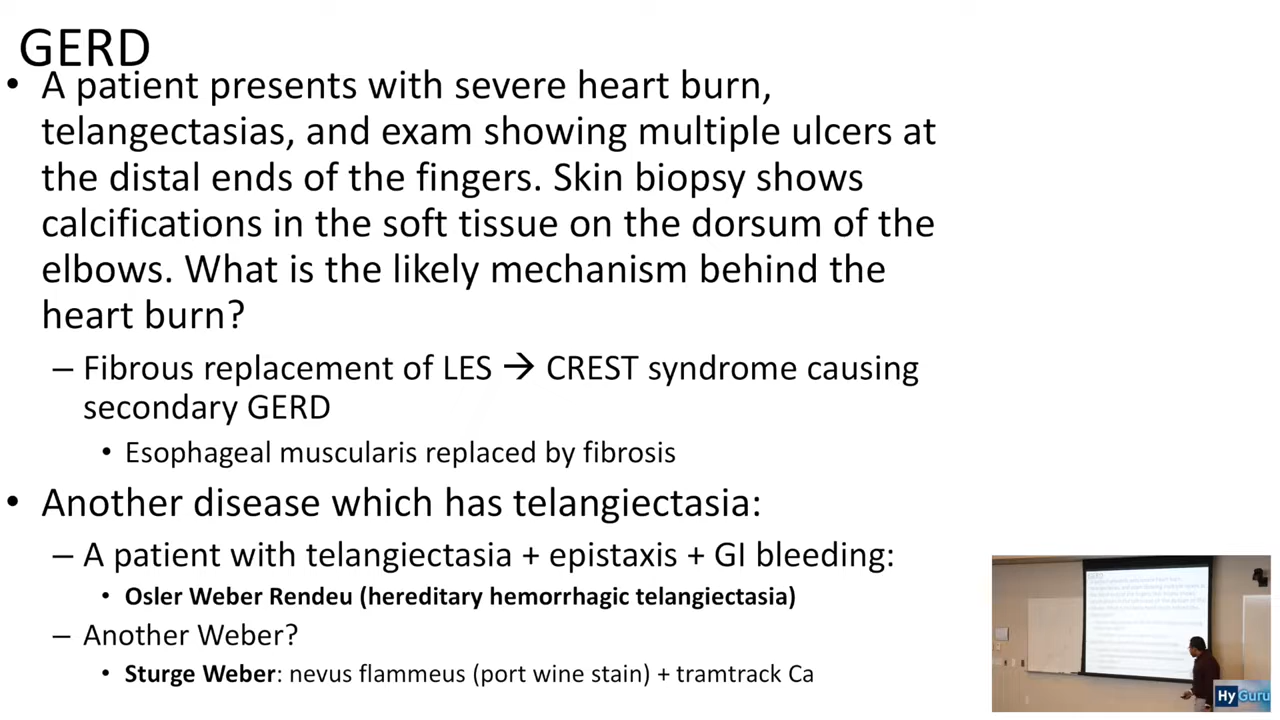 GERD
• A patient presents with severe heart burn,
telangectasias, and exam showing multiple ulcers at
the distal ends of the fingers. Skin biopsy shows
calcifications in the soft tissue on the dorsum of the
elbows. What is the likely mechanism behind the
heart burn?
– Fibrous replacement of LES → CREST syndrome causing
secondary GERD
• Esophageal muscularis replaced by fibrosis
• Another disease which has telangiectasia:
– A patient with telangiectasia + epistaxis + GI bleeding:
• Osler Weber Rendeu (hereditary hemorrhagic telangiectasia)
– Another Weber?
• Sturge Weber: nevus flammeus (port wine stain) + tramtrack Ca
GERD
HyGuru